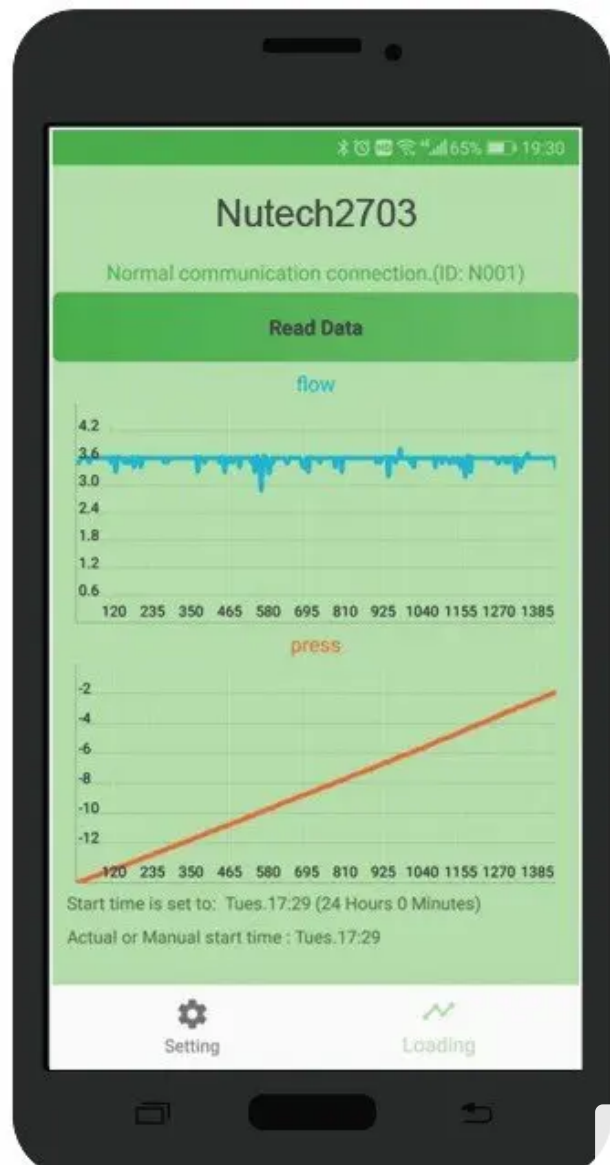 65% 19:30
Nutech2703
Normal communication connection.(ID: N001)
Read Data
flow
4.2
3.6
3.0
2.4
1.8
1.2
0.6
120 235 350 465 580 695 810 925 1040 1155 1270 1385
press
-2
-4
-6
-8
-10
-12
120 235 350 465 580 695 810 925 1040 1155 1270 1385
Start time is set to: Tues.17:29 (24 Hours 0 Minutes)
Actual or Manual start time : Tues.17:29
Setting
Loading